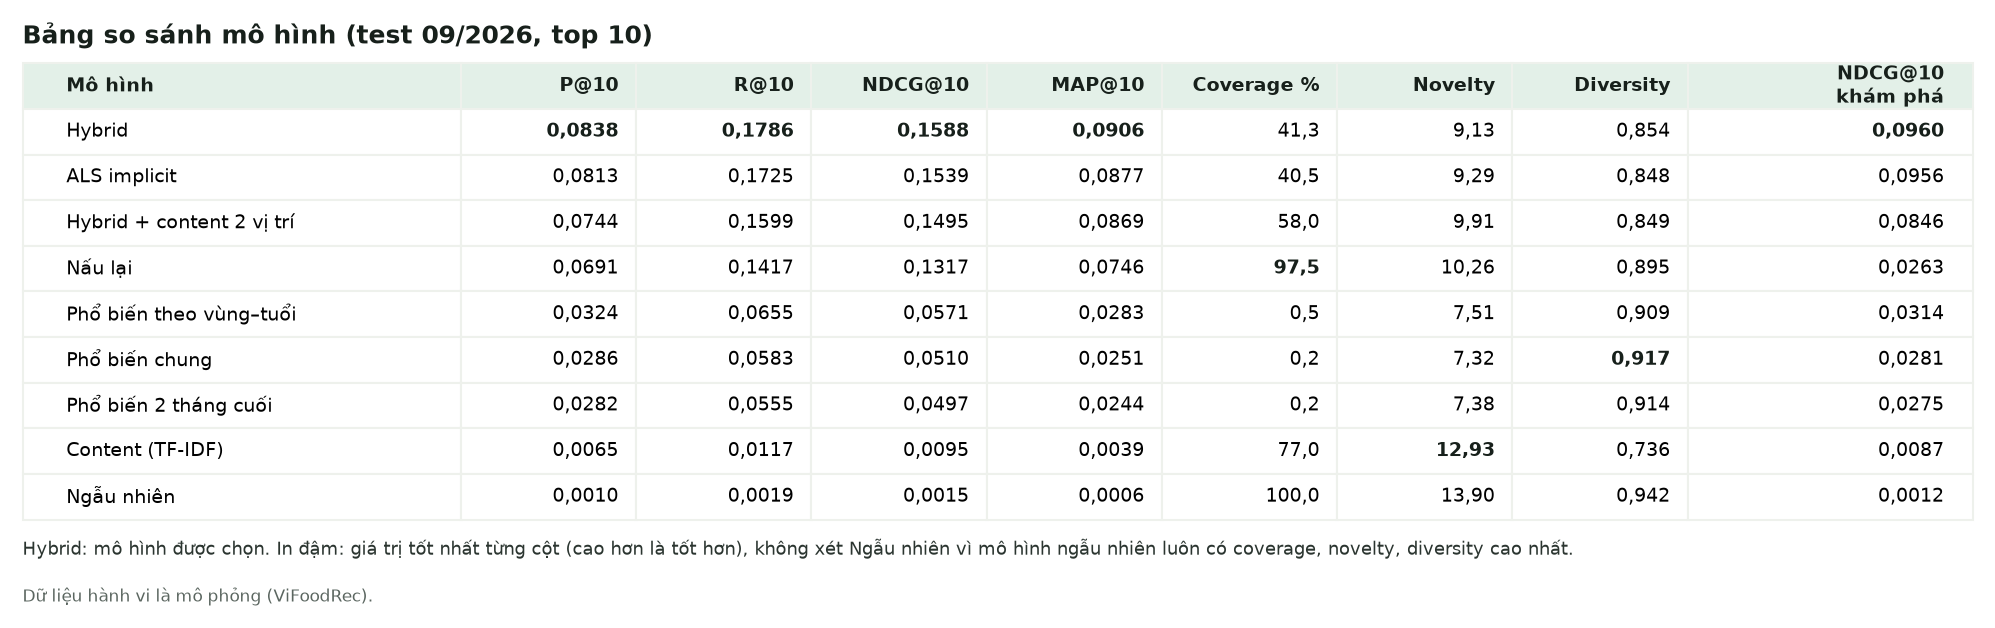 Bảng so sánh mô hình (test 09/2026, top 10)
Mô hình P@10 R@10 NDCG@10 MAP@10 Coverage % Novelty Diversity NDCG@10 khám phá
Hybrid 0,0838 0,1786 0,1588 0,0906 41,3 9,13 0,854 0,0960
ALS implicit 0,0813 0,1725 0,1539 0,0877 40,5 9,29 0,848 0,0956
Hybrid + content 2 vị trí 0,0744 0,1599 0,1495 0,0869 58,0 9,91 0,849 0,0846
Nấu lại 0,0691 0,1417 0,1317 0,0746 97,5 10,26 0,895 0,0263
Phổ biến theo vùng–tuổi 0,0324 0,0655 0,0571 0,0283 0,5 7,51 0,909 0,0314
Phổ biến chung 0,0286 0,0583 0,0510 0,0251 0,2 7,32 0,917 0,0281
Phổ biến 2 tháng cuối 0,0282 0,0555 0,0497 0,0244 0,2 7,38 0,914 0,0275
Content (TF-IDF) 0,0065 0,0117 0,0095 0,0039 77,0 12,93 0,736 0,0087
Ngẫu nhiên 0,0010 0,0019 0,0015 0,0006 100,0 13,90 0,942 0,0012
Hybrid: mô hình được chọn. In đậm: giá trị tốt nhất từng cột (cao hơn là tốt hơn), không xét Ngẫu nhiên vì mô hình ngẫu nhiên luôn có coverage, novelty, diversity cao nhất.
Dữ liệu hành vi là mô phỏng (ViFoodRec).